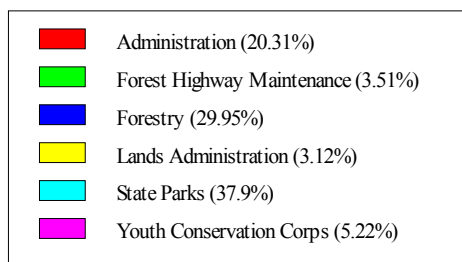 Administration (20.31%)
Forest Highway Maintenance (3.51%)
Forestry (29.95%)
Lands Administration (3.12%)
State Parks (37.9%)
Youth Conservation Corps (5.22%)